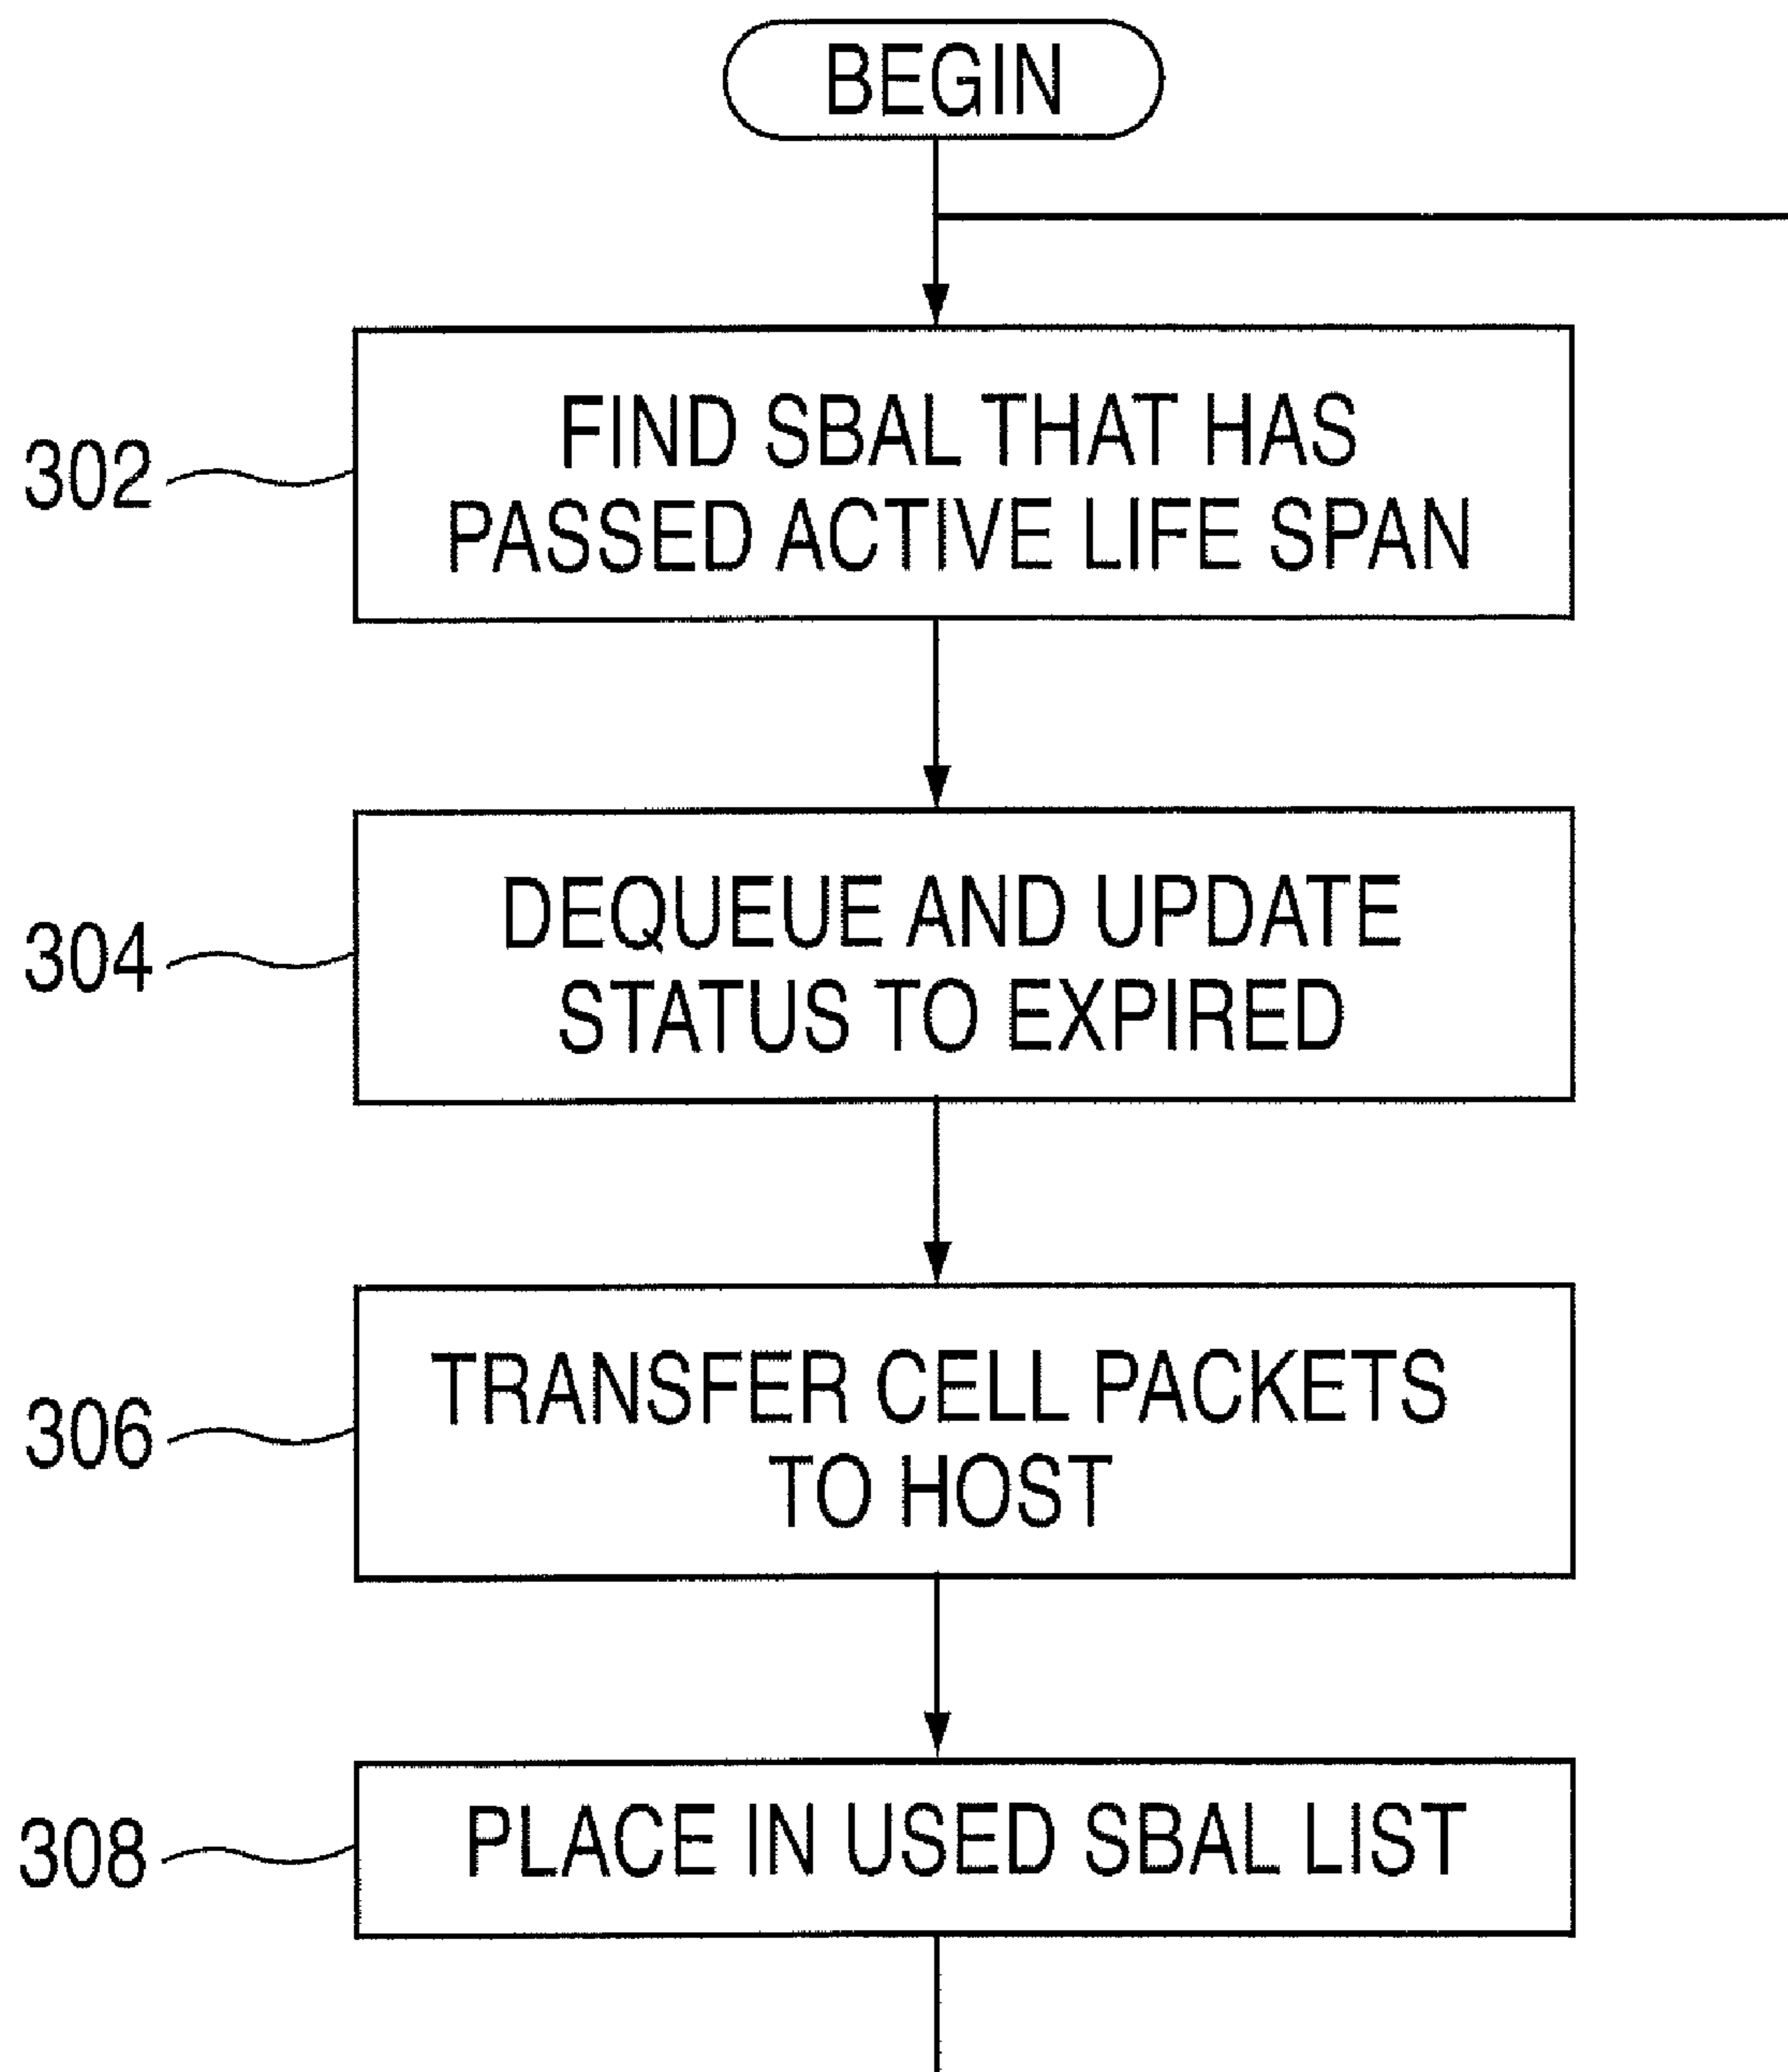 BEGIN
302
FIND SBAL THAT HAS
PASSED ACTIVE LIFE SPAN
304
DEQUEUE AND UPDATE
STATUS TO EXPIRED
306
TRANSFER CELL PACKETS
TO HOST
308
PLACE IN USED SBAL LIST